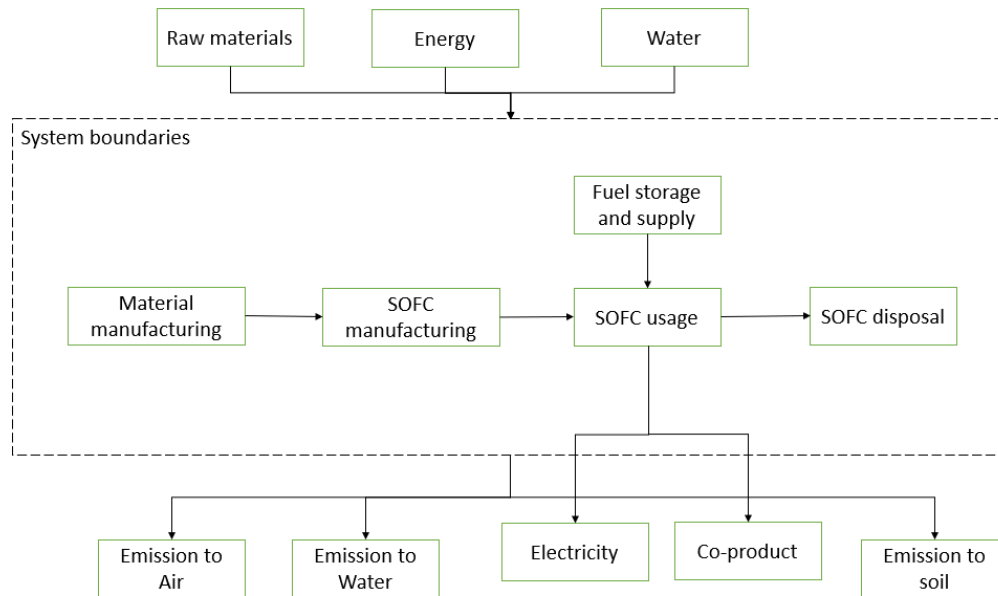 Raw materials
Energy
Water
System boundaries
Fuel storage
and supply
Material
manufacturing
SOFC
manufacturing
SOFC usage
SOFC disposal
Emission to
Air
Emission to
Water
Electricity
Co-product
Emission to
soil